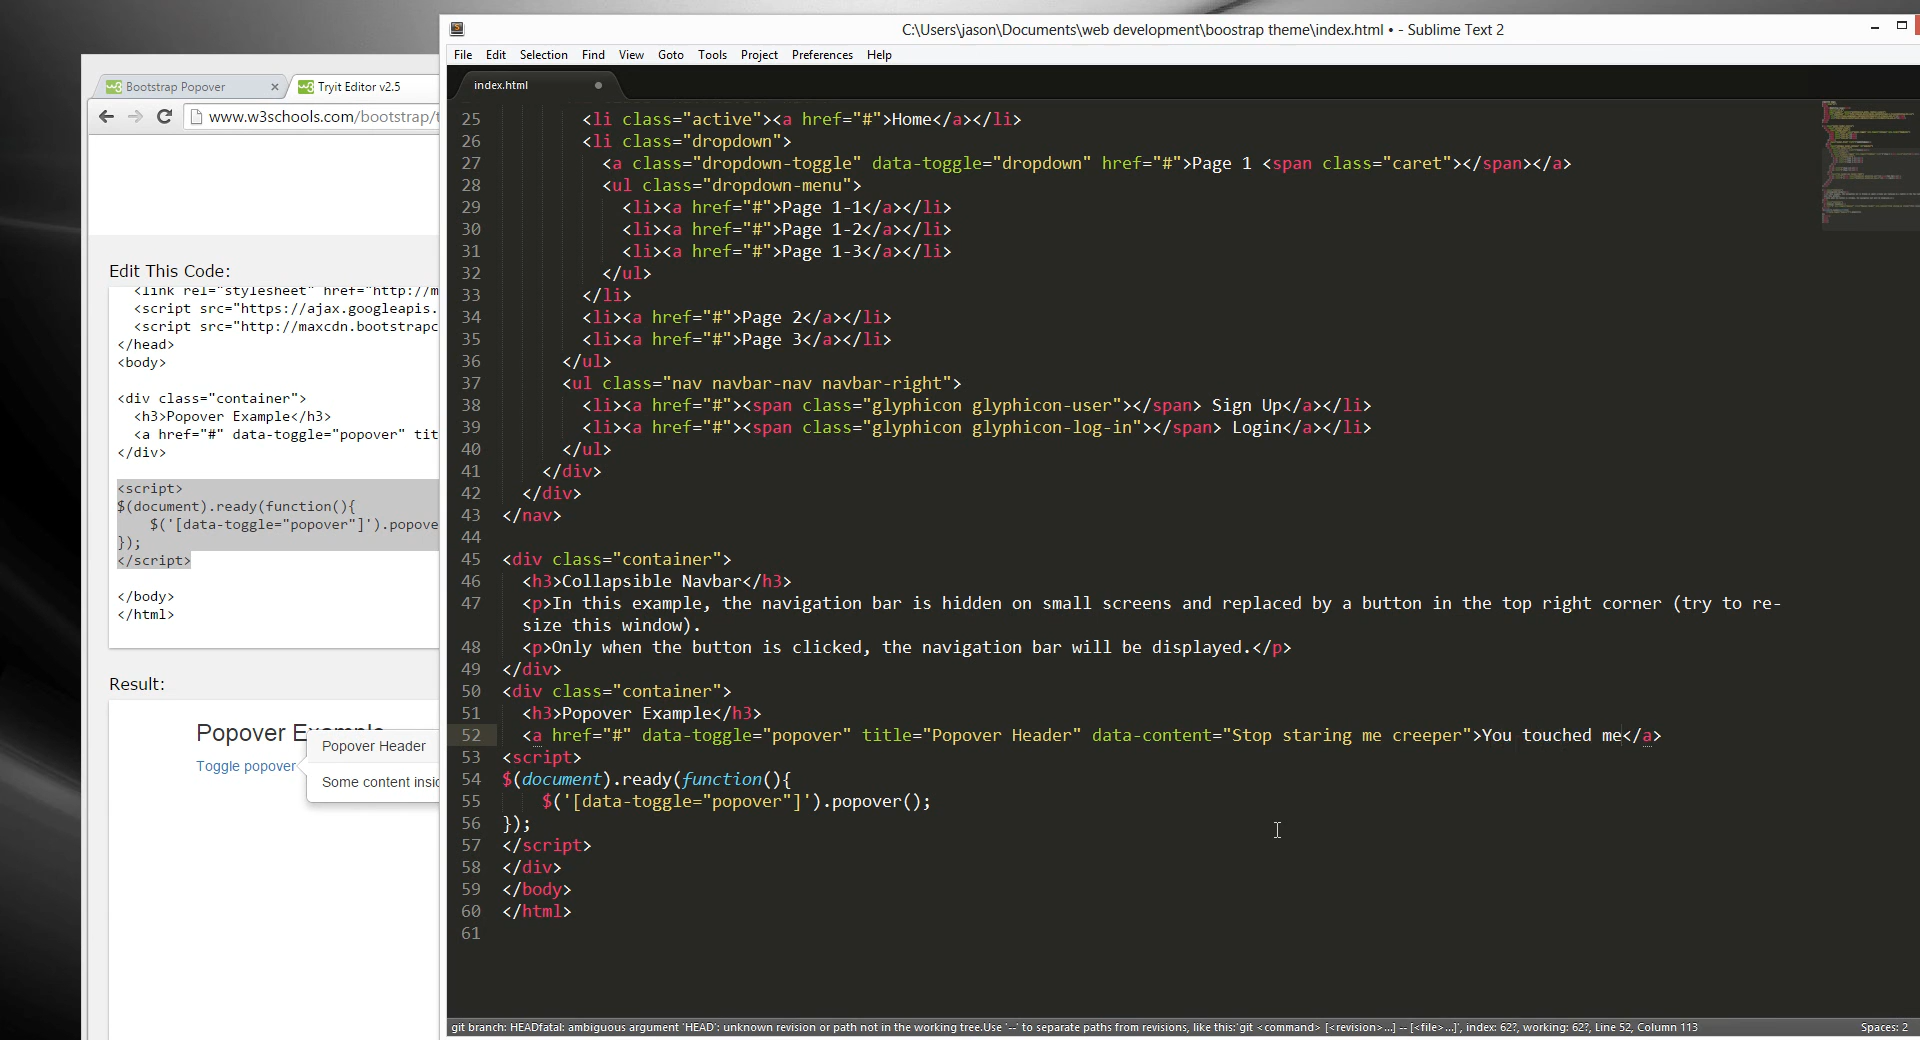 C:\Users\jason\Documents\web development\boostrap theme\index.html • - Sublime Text 2
File Edit Selection Find View Goto Tools Project Preferences Help
index.html
Bootstrap Popover
Tryit Editor v2.5
www.w3schools.com/bootstrap/t
Edit This Code:
<link rel="stylesheet" href="http://m
<script src="https://ajax.googleapis.
<script src="http://maxcdn.bootstrapc
</head>
<body>
<div class="container">
<h3>Popover Example</h3>
<a href="#" data-toggle="popover" tit
</div>
<script>
$(document).ready(function(){
$('[data-toggle="popover"]').popove
});
</script>
</body>
</html>
Result:
Popover Example
Popover Header
Toggle popover
Some content insid
25 <li class="active"><a href="#">Home</a></li>
26 <li class="dropdown">
27 <a class="dropdown-toggle" data-toggle="dropdown" href="#">Page 1 <span class="caret"></span></a>
28 <ul class="dropdown-menu">
29 <li><a href="#">Page 1-1</a></li>
30 <li><a href="#">Page 1-2</a></li>
31 <li><a href="#">Page 1-3</a></li>
32 </ul>
33 </li>
34 <li><a href="#">Page 2</a></li>
35 <li><a href="#">Page 3</a></li>
36 </ul>
37 <ul class="nav navbar-nav navbar-right">
38 <li><a href="#"><span class="glyphicon glyphicon-user"></span> Sign Up</a></li>
39 <li><a href="#"><span class="glyphicon glyphicon-log-in"></span> Login</a></li>
40 </ul>
41 </div>
42 </div>
43 </nav>
44
45 <div class="container">
46 <h3>Collapsible Navbar</h3>
47 <p>In this example, the navigation bar is hidden on small screens and replaced by a button in the top right corner (try to re-
size this window).
48 <p>Only when the button is clicked, the navigation bar will be displayed.</p>
49 </div>
50 <div class="container">
51 <h3>Popover Example</h3>
52 <a href="#" data-toggle="popover" title="Popover Header" data-content="Stop staring me creeper">You touched me</a>
53 <script>
54 $(document).ready(function(){
55 $('[data-toggle="popover"]').popover();
56 });
57 </script>
58 </div>
59 </body>
60 </html>
61
git branch: HEADfatal: ambiguous argument 'HEAD': unknown revision or path not in the working tree.Use '--' to separate paths from revisions, like this:'git <command> [<revision>...] -- [<file>...]', index: 62?, working: 62?, Line 52, Column 113
Spaces: 2